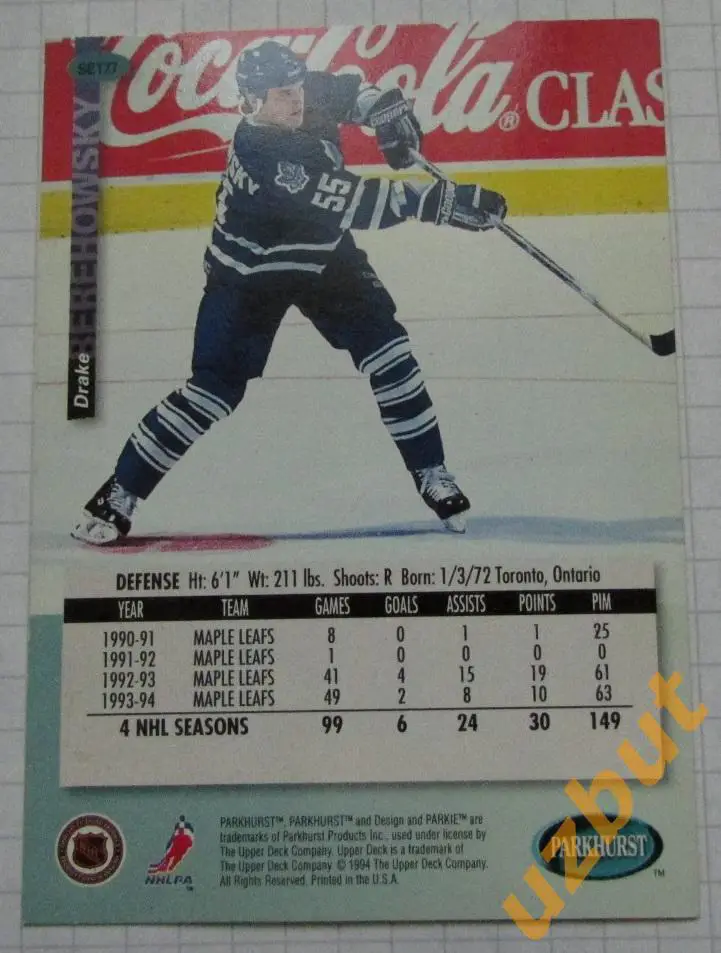 SE177
Drake BEREHOWSKY
Coca-Cola® CLAS
SKY
55
DEFENSE Ht: 6'1" Wt: 211 lbs. Shoots: R Born: 1/3/72 Toronto, Ontario
YEAR TEAM GAMES GOALS ASSISTS POINTS PIM
1990-91 MAPLE LEAFS 8 0 1 1 25
1991-92 MAPLE LEAFS 1 0 0 0 0
1992-93 MAPLE LEAFS 41 4 15 19 61
1993-94 MAPLE LEAFS 49 2 8 10 63
4 NHL SEASONS 99 6 24 30 149
PARKHURST™, PARKHURST™ and Design and PARKIE™ are
trademarks of Parkhurst Products Inc., used under license by
The Upper Deck Company. Upper Deck is a trademark of
The Upper Deck Company. © 1994 The Upper Deck Company.
All Rights Reserved. Printed in the U.S.A.
NHL
NHLPA
™
PARKHURST
™
uzbut